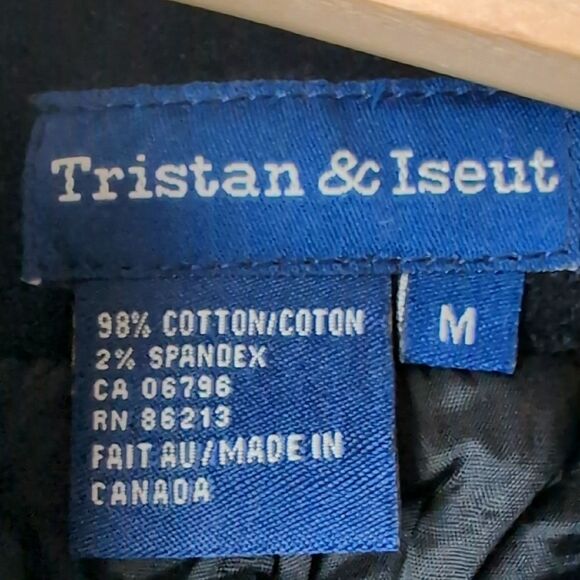 Tristan & Iseut
98% COTTON/COTON
2% SPANDEX
CA 06796
RN 86213
FAIT AU/MADE IN
CANADA
M